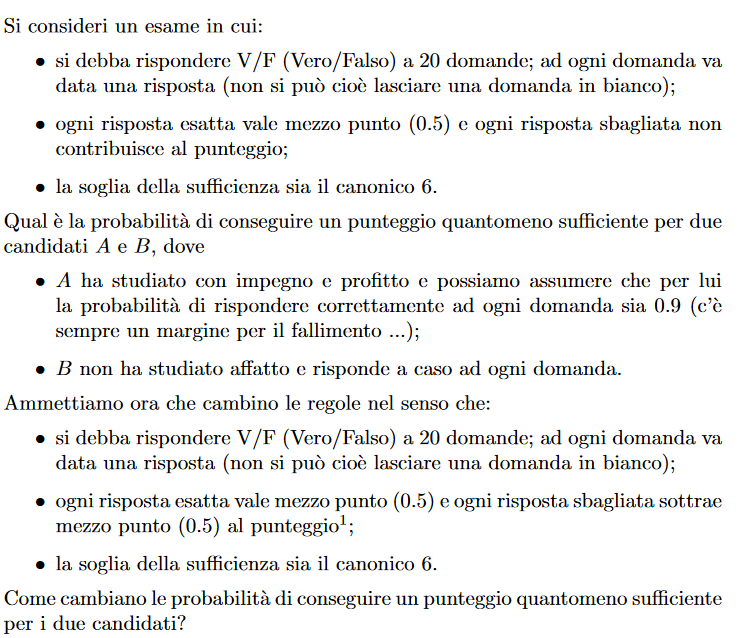 Si consideri un esame in cui:
• si debba rispondere V/F (Vero/Falso) a 20 domande; ad ogni domanda va
data una risposta (non si può cioè lasciare una domanda in bianco);
• ogni risposta esatta vale mezzo punto (0.5) e ogni risposta sbagliata non
contribuisce al punteggio;
• la soglia della sufficienza sia il canonico 6.
Qual è la probabilità di conseguire un punteggio quantomeno sufficiente per due
candidati A e B, dove
• A ha studiato con impegno e profitto e possiamo assumere che per lui
la probabilità di rispondere correttamente ad ogni domanda sia 0.9 (c'è
sempre un margine per il fallimento ...);
• B non ha studiato affatto e risponde a caso ad ogni domanda.
Ammettiamo ora che cambino le regole nel senso che:
• si debba rispondere V/F (Vero/Falso) a 20 domande; ad ogni domanda va
data una risposta (non si può cioè lasciare una domanda in bianco);
• ogni risposta esatta vale mezzo punto (0.5) e ogni risposta sbagliata sottrae
mezzo punto (0.5) al punteggio¹;
• la soglia della sufficienza sia il canonico 6.
Come cambiano le probabilità di conseguire un punteggio quantomeno sufficiente
per i due candidati?